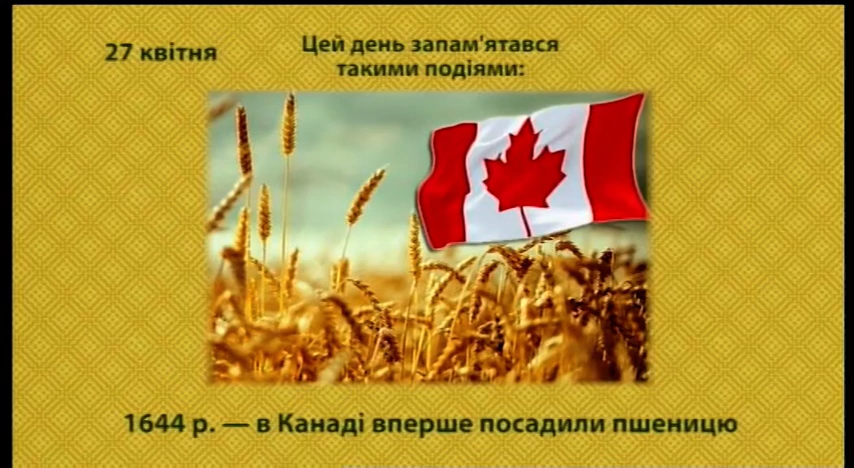 27 квітня
Цей день запам'ятався
такими подіями:
1644 р. — в Канаді вперше посадили пшеницю